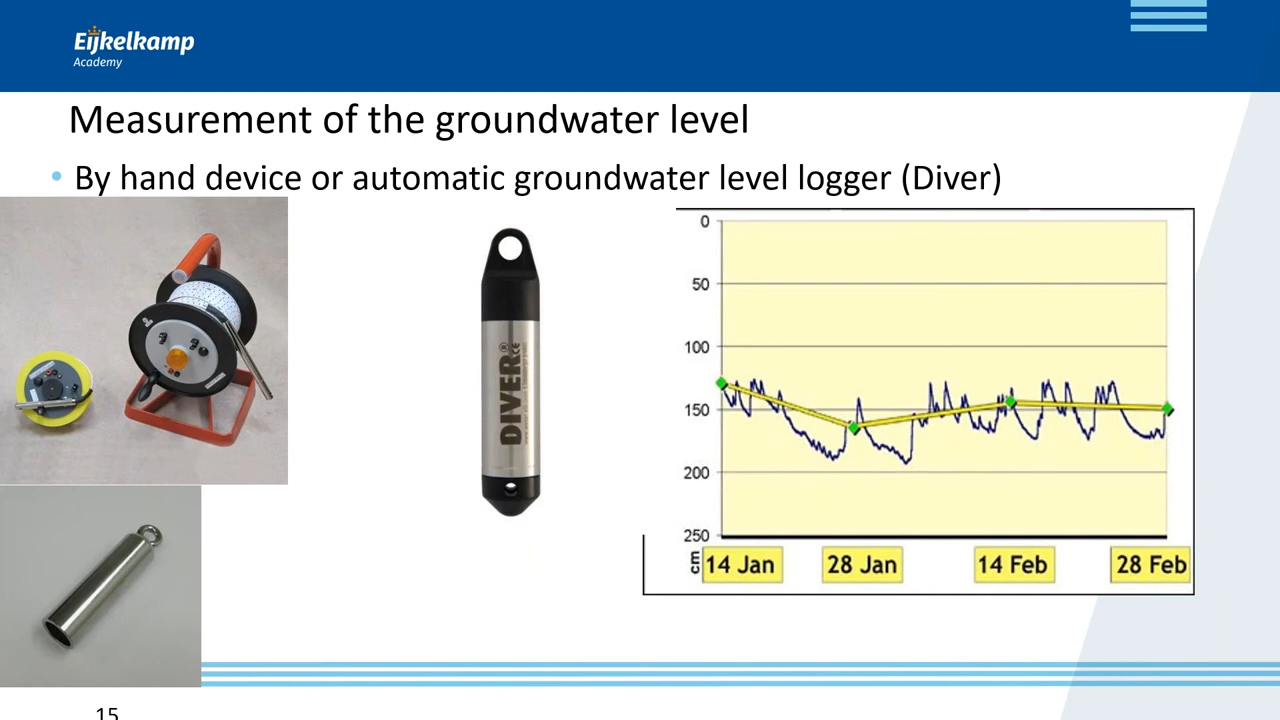 Eijkelkamp
Academy
Measurement of the groundwater level
• By hand device or automatic groundwater level logger (Diver)
DIVER®
CE
0
50
100
150
200
250
cm
14 Jan
28 Jan
14 Feb
28 Feb
15